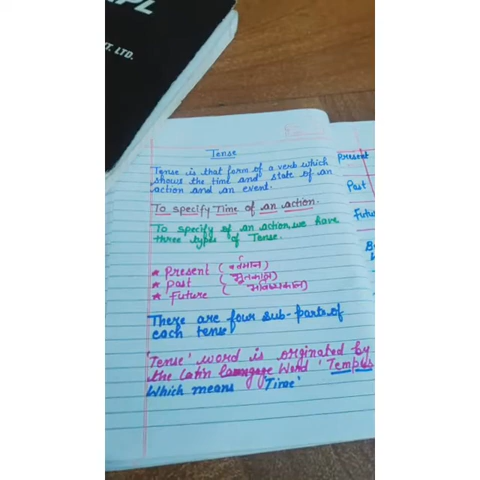 PL
T. LTD.
Tense
Tense is that form of a verb which
shows the time and state of an
action and an event.
To specify Time of an action.
To specify of an action, we have
three types of Tense.
* Present (वर्तमान)
* Past (भूतकाल)
* Future (भविष्यकाल)
There are four sub-parts of
each tense
'Tense' word is originated by
the Latin language Word 'Tempus
Which means 'Time'
Present
Past
Futu